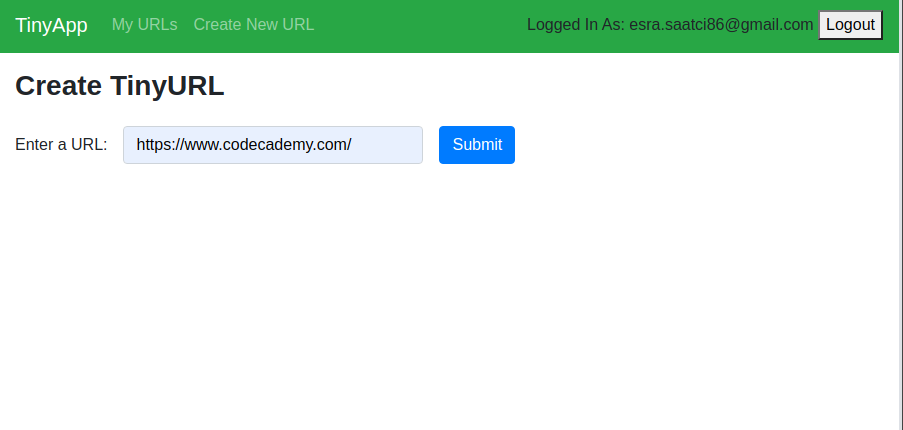 TinyApp My URLs Create New URL Logged In As: esra.saatci86@gmail.com Logout
Create TinyURL
Enter a URL: https://www.codecademy.com/ Submit